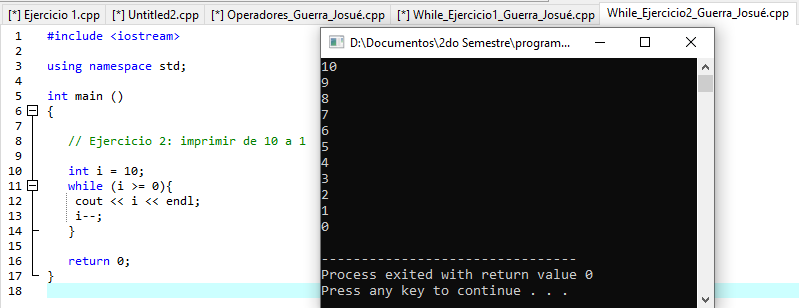 [*] Ejercicio 1.cpp [*] Untitled2.cpp [*] Operadores_Guerra_Josué.cpp [*] While_Ejercicio1_Guerra_Josué.cpp While_Ejercicio2_Guerra_Josué.cpp
1 #include <iostream>
2
3 using namespace std;
4
5 int main ()
6 {
7
8 // Ejercicio 2: imprimir de 10 a 1
9
10 int i = 10;
11 while (i >= 0){
12 cout << i << endl;
13 i--;
14 }
15
16 return 0;
17 }
18
D:\Documentos\2do Semestre\program...
10
9
8
7
6
5
4
3
2
1
0
--------------------------------
Process exited with return value 0
Press any key to continue . . .